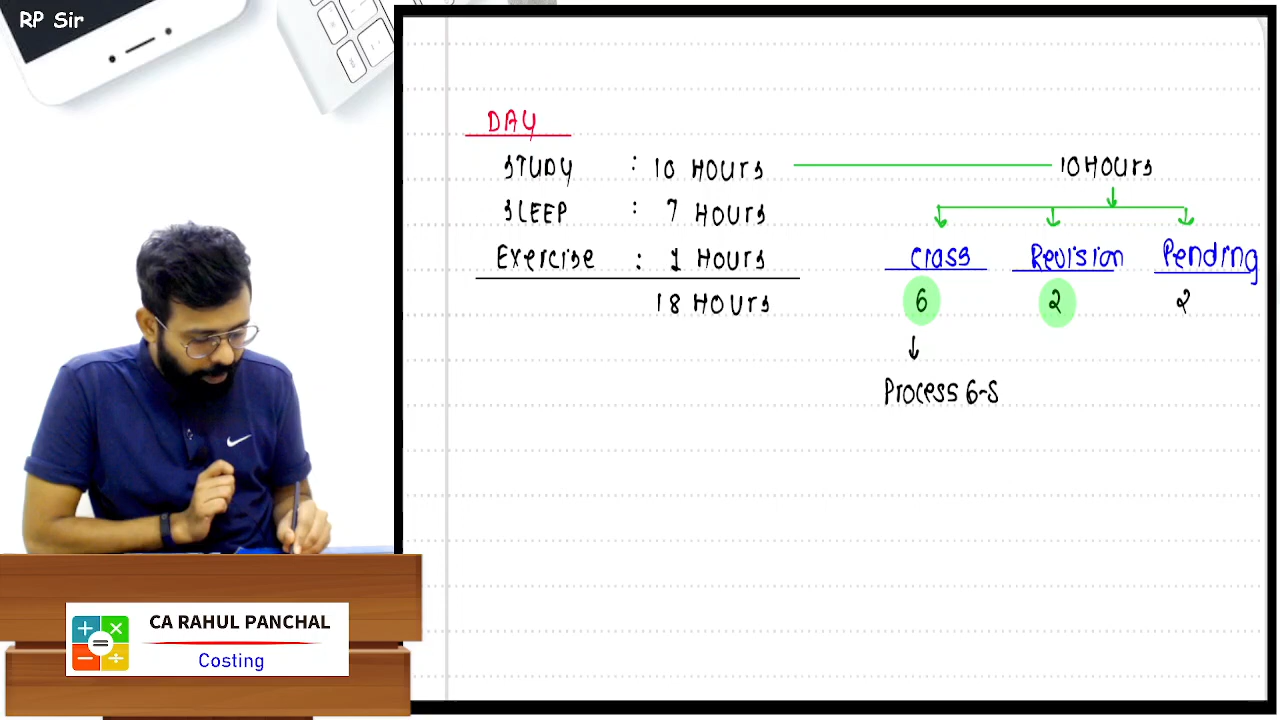 RP Sir
DAY
STUDY : 10 HOURS 10 HOURS
SLEEP : 7 HOURS
Exercise : 1 HOURS Class Revision Pending
18 HOURS 6 2 2
Process 6-S
CA RAHUL PANCHAL
Costing
+ × = − ÷